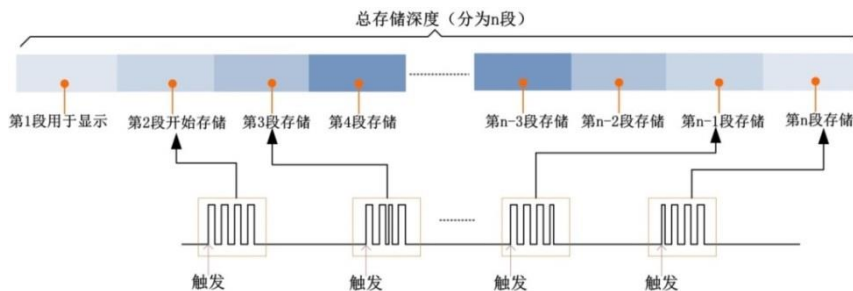 总存储深度（分为n段）
第1段用于显示
第2段开始存储
第3段存储
第4段存储
第n-3段存储
第n-2段存储
第n-1段存储
第n段存储
触发
触发
触发
触发